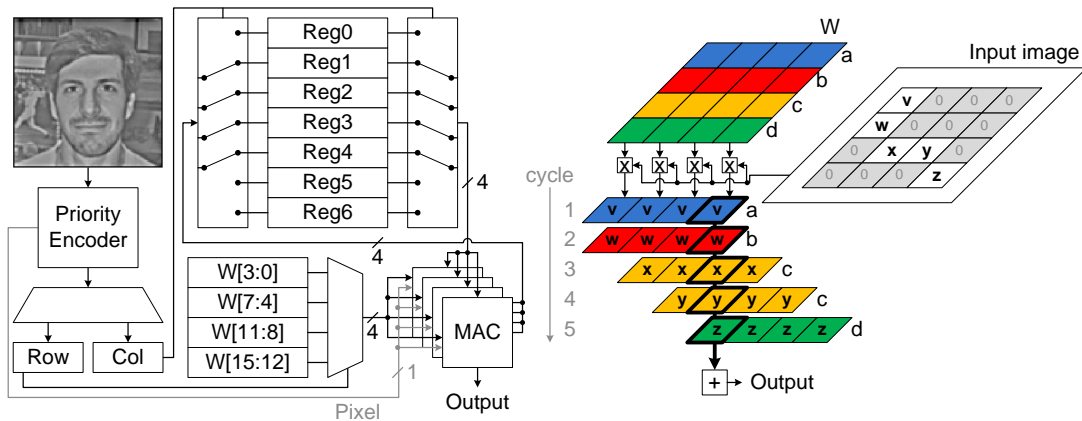 Reg0
Reg1
Reg2
Reg3
Reg4
Reg5
Reg6
4
4
Priority
Encoder
Row
Col
W[3:0]
W[7:4]
W[11:8]
W[15:12]
4
MAC
1
Pixel
Output
W
a
b
c
d
Input image
v 0 0 0
w 0 0 0
0 x y 0
0 0 0 z
X X X X
cycle
1 v v v v a
2 w w w w b
3 x x x x c
4 y y y y c
5 z z z z d
+ Output